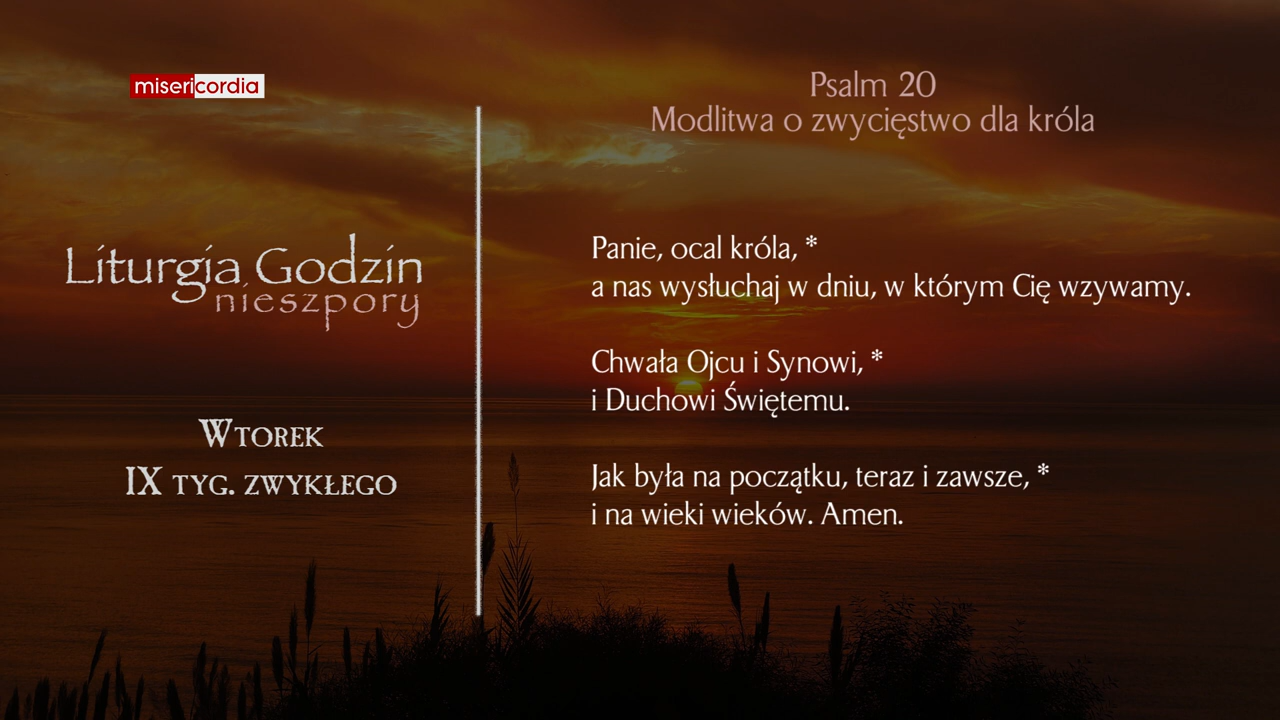 misericordia
Liturgia Godzin
nieszpory
Wtorek
IX tyg. zwykłego
Psalm 20
Modlitwa o zwycięstwo dla króla
Panie, ocal króla, *
a nas wysłuchaj w dniu, w którym Cię wzywamy.
Chwała Ojcu i Synowi, *
i Duchowi Świętemu.
Jak była na początku, teraz i zawsze, *
i na wieki wieków. Amen.